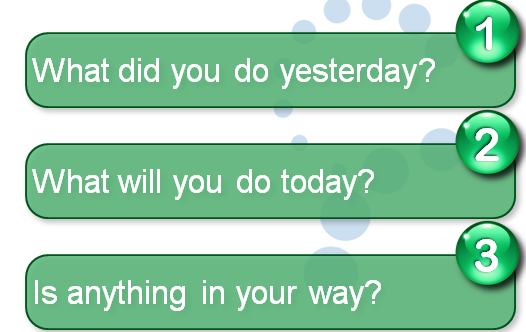 1
What did you do yesterday?
2
What will you do today?
3
Is anything in your way?